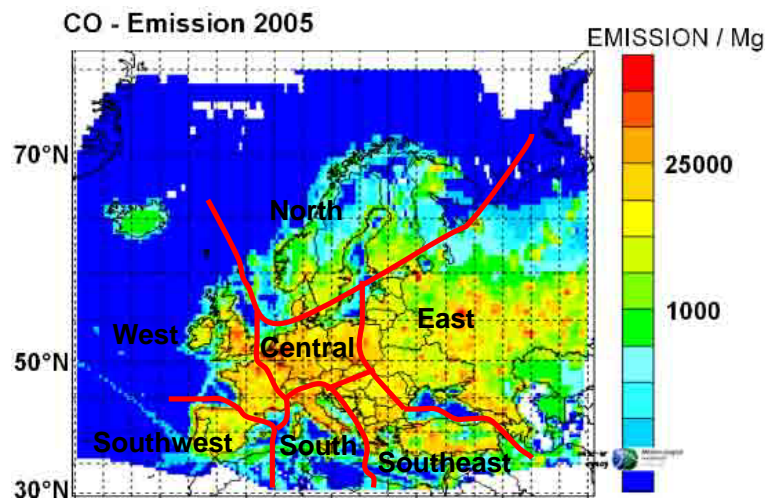 CO - Emission 2005
EMISSION / Mg
70°N
50°N
30°N
North
West
Central
East
Southwest
South
Southeast
25000
1000